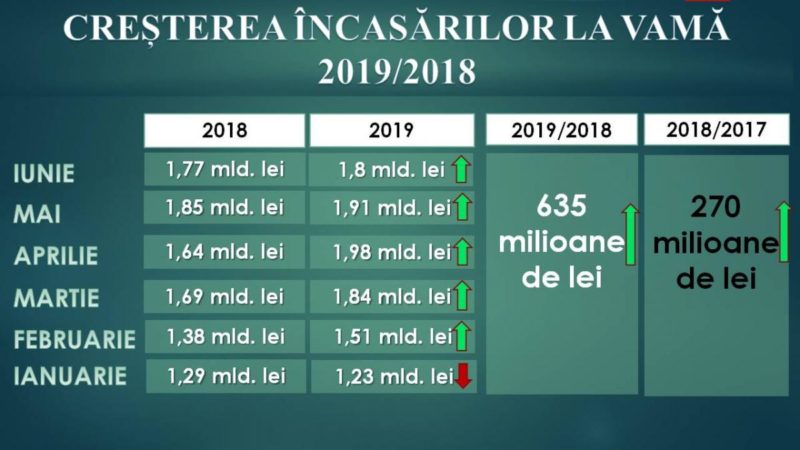 CREȘTEREA ÎNCASĂRILOR LA VAMĂ
2019/2018
2018 2019 2019/2018 2018/2017
IUNIE 1,77 mld. lei 1,8 mld. lei
MAI 1,85 mld. lei 1,91 mld. lei
APRILIE 1,64 mld. lei 1,98 mld. lei
MARTIE 1,69 mld. lei 1,84 mld. lei
FEBRUARIE 1,38 mld. lei 1,51 mld. lei
IANUARIE 1,29 mld. lei 1,23 mld. lei
635
milioane
de lei
270
milioane
de lei